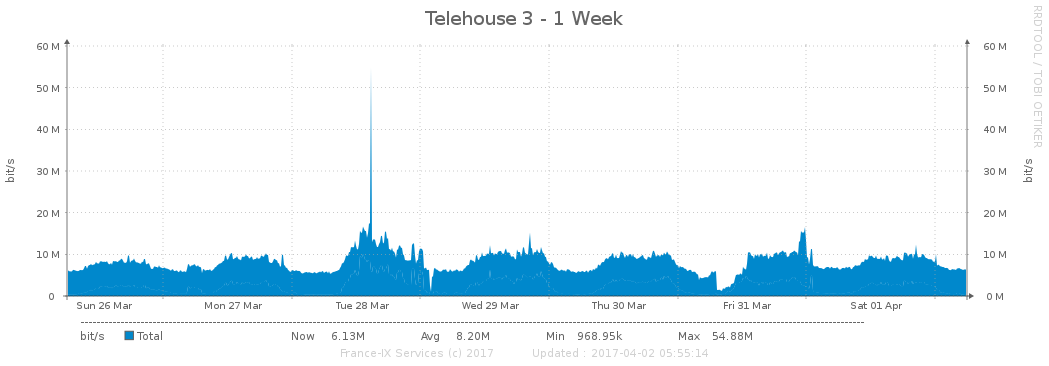 Telehouse 3 - 1 Week
RRDTOOL / TOBI OETIKER
60 M 60 M
50 M 50 M
40 M 40 M
30 M 30 M
20 M 20 M
10 M 10 M
0 0 M
bit/s bit/s
Sun 26 Mar Mon 27 Mar Tue 28 Mar Wed 29 Mar Thu 30 Mar Fri 31 Mar Sat 01 Apr
bit/s Total Now 6.13M Avg 8.20M Min 968.95k Max 54.88M
France-IX Services (c) 2017 Updated : 2017-04-02 05:55:14